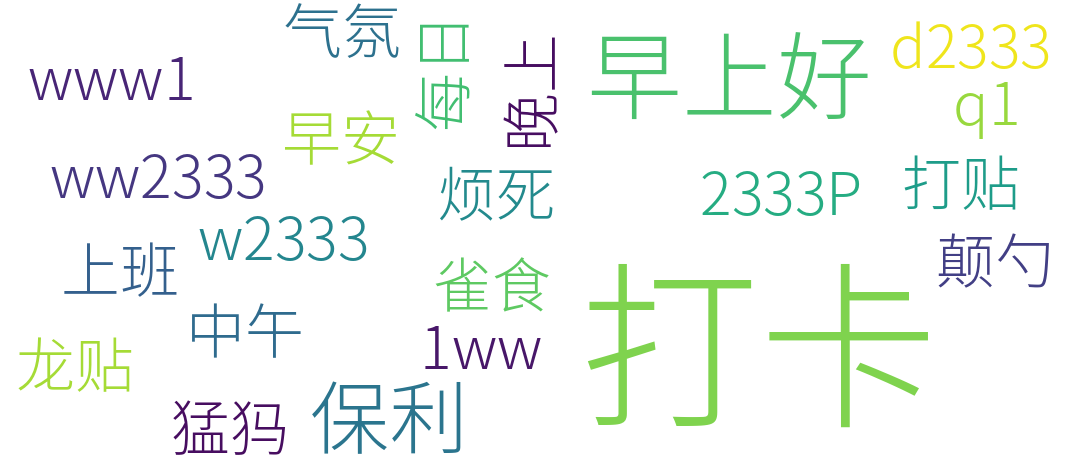 气氛
每日
晚上
早上好
d2333
www1
q1
早安
ww2333
烦死
2333P
打贴
w2333
上班
雀食
颠勺
中午
打卡
龙贴
1ww
猛犸
保利